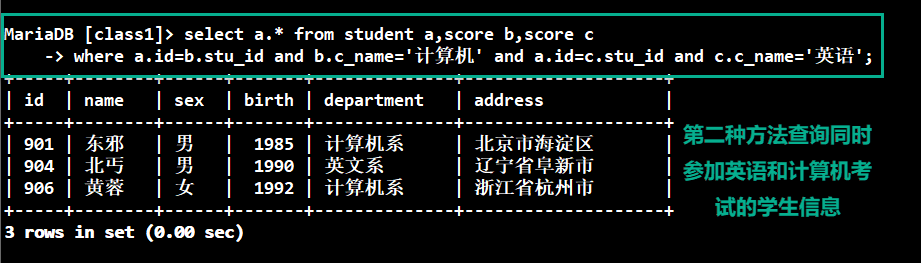 MariaDB [class1]> select a.* from student a,score b,score c
    -> where a.id=b.stu_id and b.c_name='计算机' and a.id=c.stu_id and c.c_name='英语';
+-----+--------+------+-------+--------------+--------------------+
| id | name | sex | birth | department | address |
+-----+--------+------+-------+--------------+--------------------+
| 901 | 东邪 | 男 | 1985 | 计算机系 | 北京市海淀区
| 904 | 北丐 | 男 | 1990 | 英文系 | 辽宁省阜新市
| 906 | 黄蓉 | 女 | 1992 | 计算机系 | 浙江省杭州市
+-----+--------+------+-------+--------------+--------------------+
3 rows in set (0.00 sec)
第二种方法查询同时
参加英语和计算机考
试的学生信息